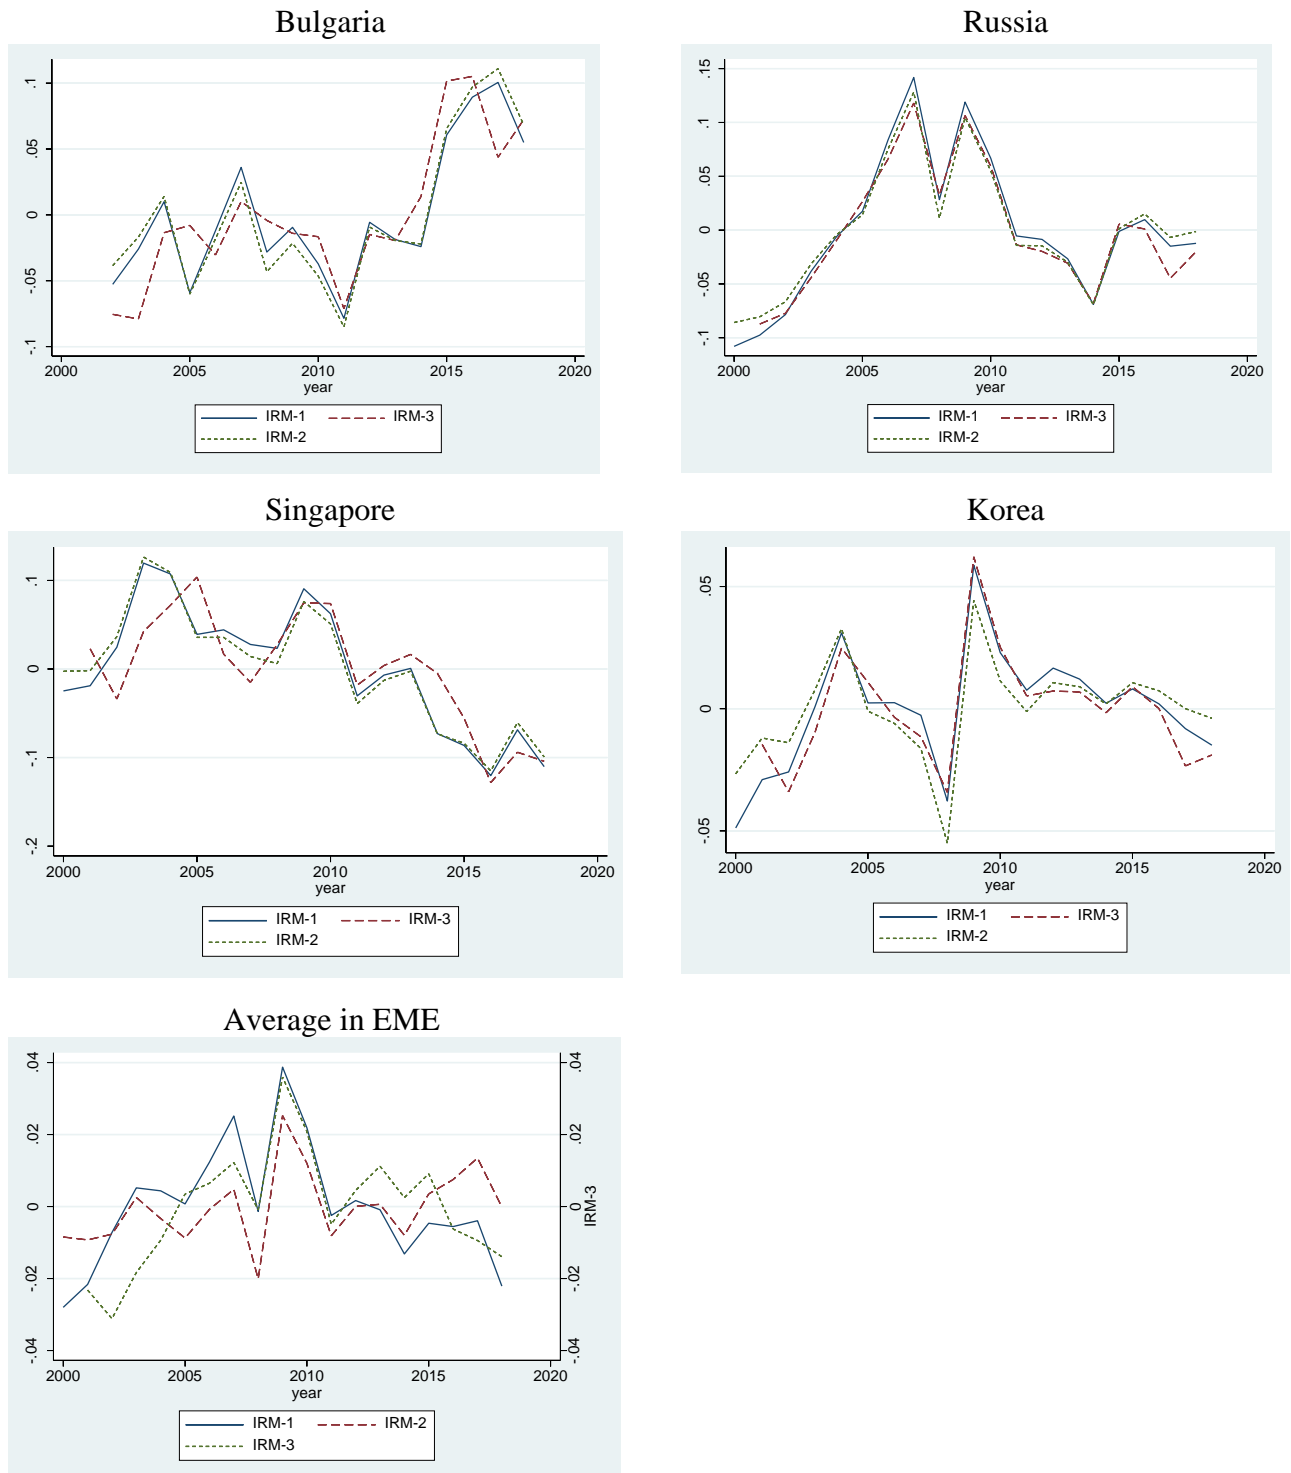 Bulgaria
.1
.05
0
-.05
-.1
2000 2005 2010 2015 2020
year
IRM-1 IRM-3
IRM-2
Russia
.15
.1
.05
0
-.05
-.1
2000 2005 2010 2015 2020
year
IRM-1 IRM-3
IRM-2
Singapore
.1
0
-.1
-.2
2000 2005 2010 2015 2020
year
IRM-1 IRM-3
IRM-2
Korea
.05
0
-.05
2000 2005 2010 2015 2020
year
IRM-1 IRM-3
IRM-2
Average in EME
.04
.02
0
-.02
-.04
.04
.02
0
-.02
-.04
IRM-3
2000 2005 2010 2015 2020
year
IRM-1 IRM-2
IRM-3